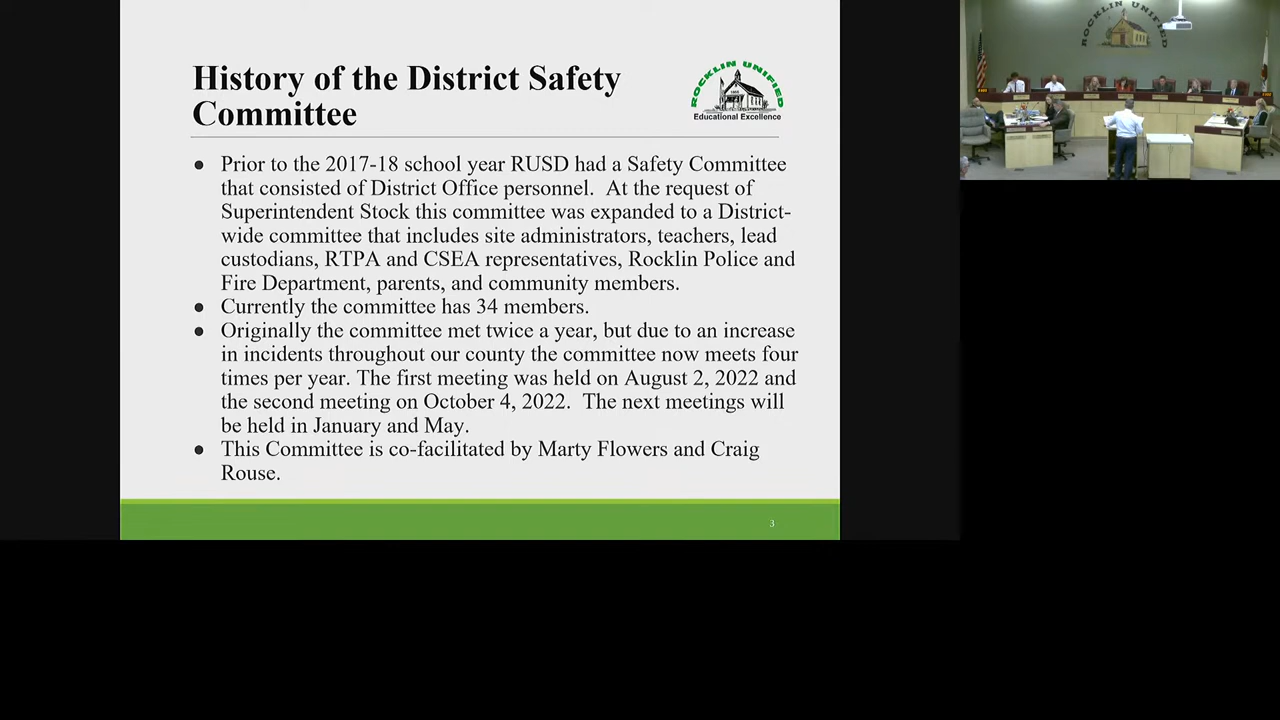 History of the District Safety
Committee
ROCKLIN UNIFIED
Educational Excellence
● Prior to the 2017-18 school year RUSD had a Safety Committee
that consisted of District Office personnel.  At the request of
Superintendent Stock this committee was expanded to a District-
wide committee that includes site administrators, teachers, lead
custodians, RTPA and CSEA representatives, Rocklin Police and
Fire Department, parents, and community members.
● Currently the committee has 34 members.
● Originally the committee met twice a year, but due to an increase
in incidents throughout our county the committee now meets four
times per year. The first meeting was held on August 2, 2022 and
the second meeting on October 4, 2022.  The next meetings will
be held in January and May.
● This Committee is co-facilitated by Marty Flowers and Craig
Rouse.
3
ROCKLIN UNIFIED